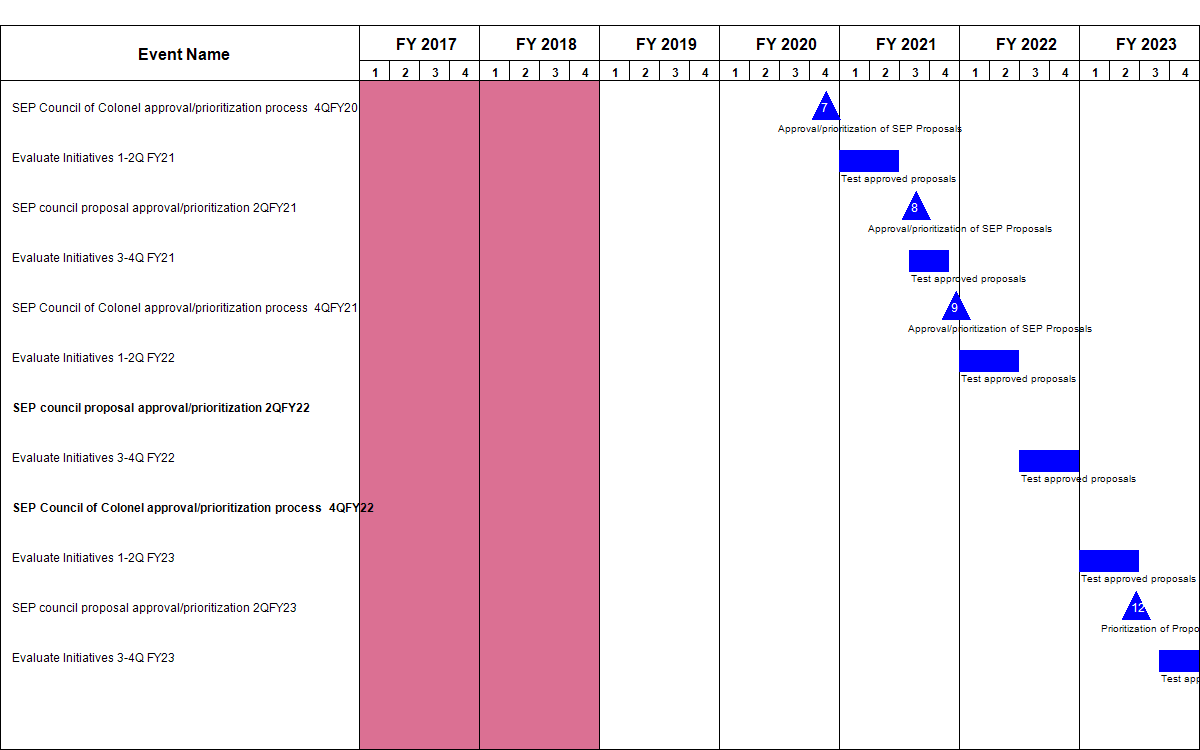 Event Name FY 2017 FY 2018 FY 2019 FY 2020 FY 2021 FY 2022 FY 2023
1 2 3 4 1 2 3 4 1 2 3 4 1 2 3 4 1 2 3 4 1 2 3 4 1 2 3 4
SEP Council of Colonel approval/prioritization process 4QFY20 7
Approval/prioritization of SEP Proposals
Evaluate Initiatives 1-2Q FY21
Test approved proposals
SEP council proposal approval/prioritization 2QFY21 8
Approval/prioritization of SEP Proposals
Evaluate Initiatives 3-4Q FY21
Test approved proposals
SEP Council of Colonel approval/prioritization process 4QFY21 9
Approval/prioritization of SEP Proposals
Evaluate Initiatives 1-2Q FY22
Test approved proposals
SEP council proposal approval/prioritization 2QFY22
Evaluate Initiatives 3-4Q FY22
Test approved proposals
SEP Council of Colonel approval/prioritization process 4QFY22
Evaluate Initiatives 1-2Q FY23
Test approved proposals
SEP council proposal approval/prioritization 2QFY23 12
Prioritization of Propo
Evaluate Initiatives 3-4Q FY23
Test app